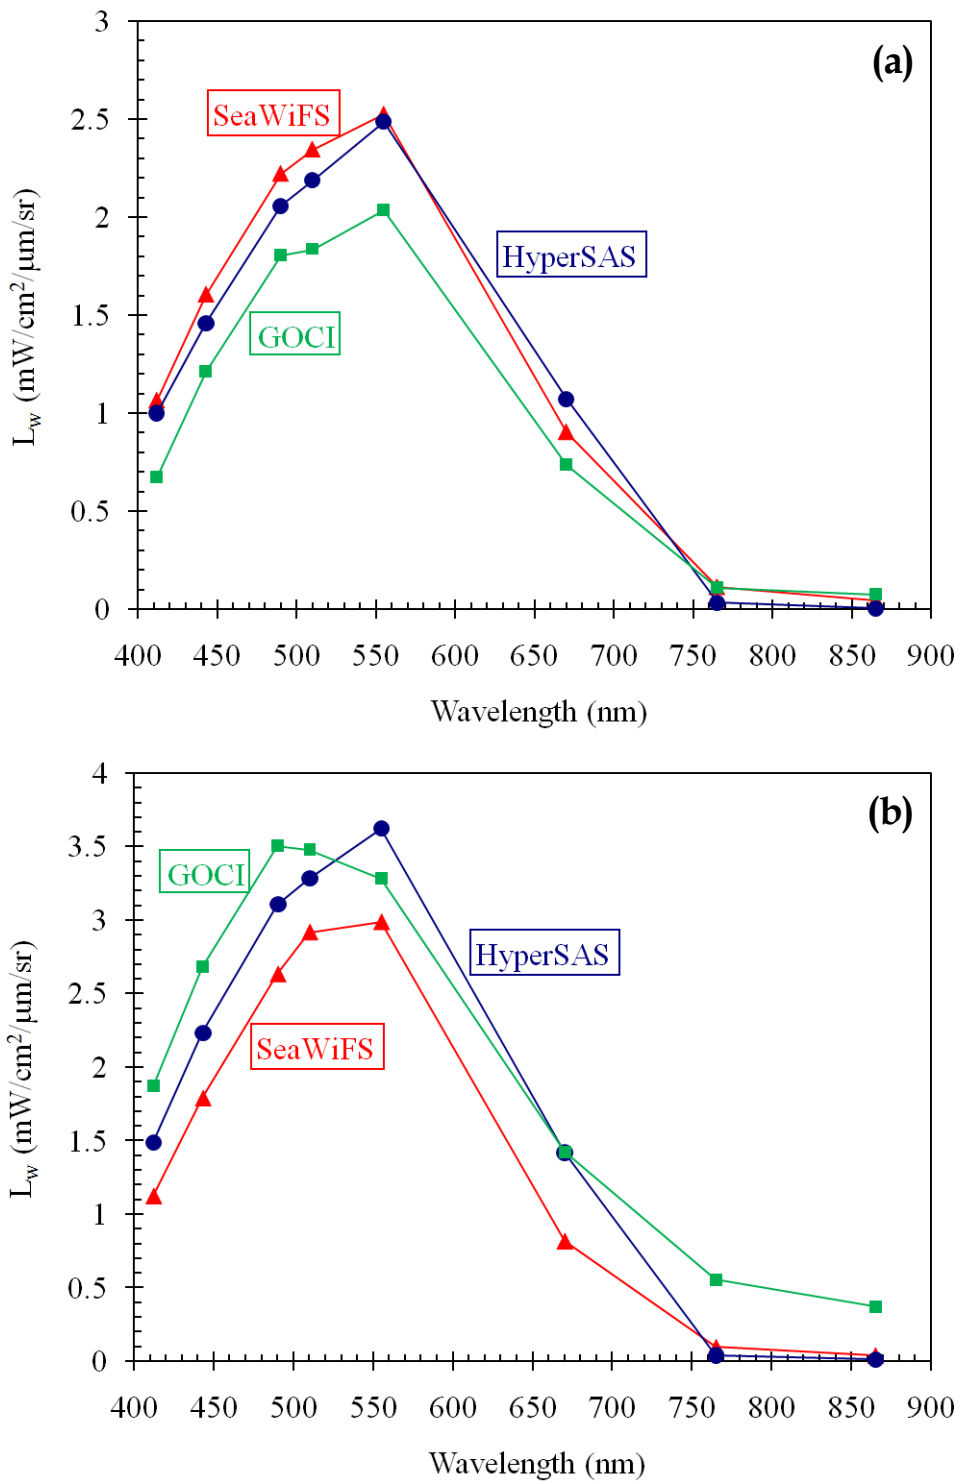 3
(a)
SeaWiFS
2.5
2
HyperSAS
1.5
GOCI
1
0.5
0
L_w (mW/cm²/μm/sr)
400 450 500 550 600 650 700 750 800 850 900
Wavelength (nm)
4
(b)
3.5
GOCI
3
HyperSAS
2.5
SeaWiFS
2
1.5
1
0.5
0
L_w (mW/cm²/μm/sr)
400 450 500 550 600 650 700 750 800 850 900
Wavelength (nm)